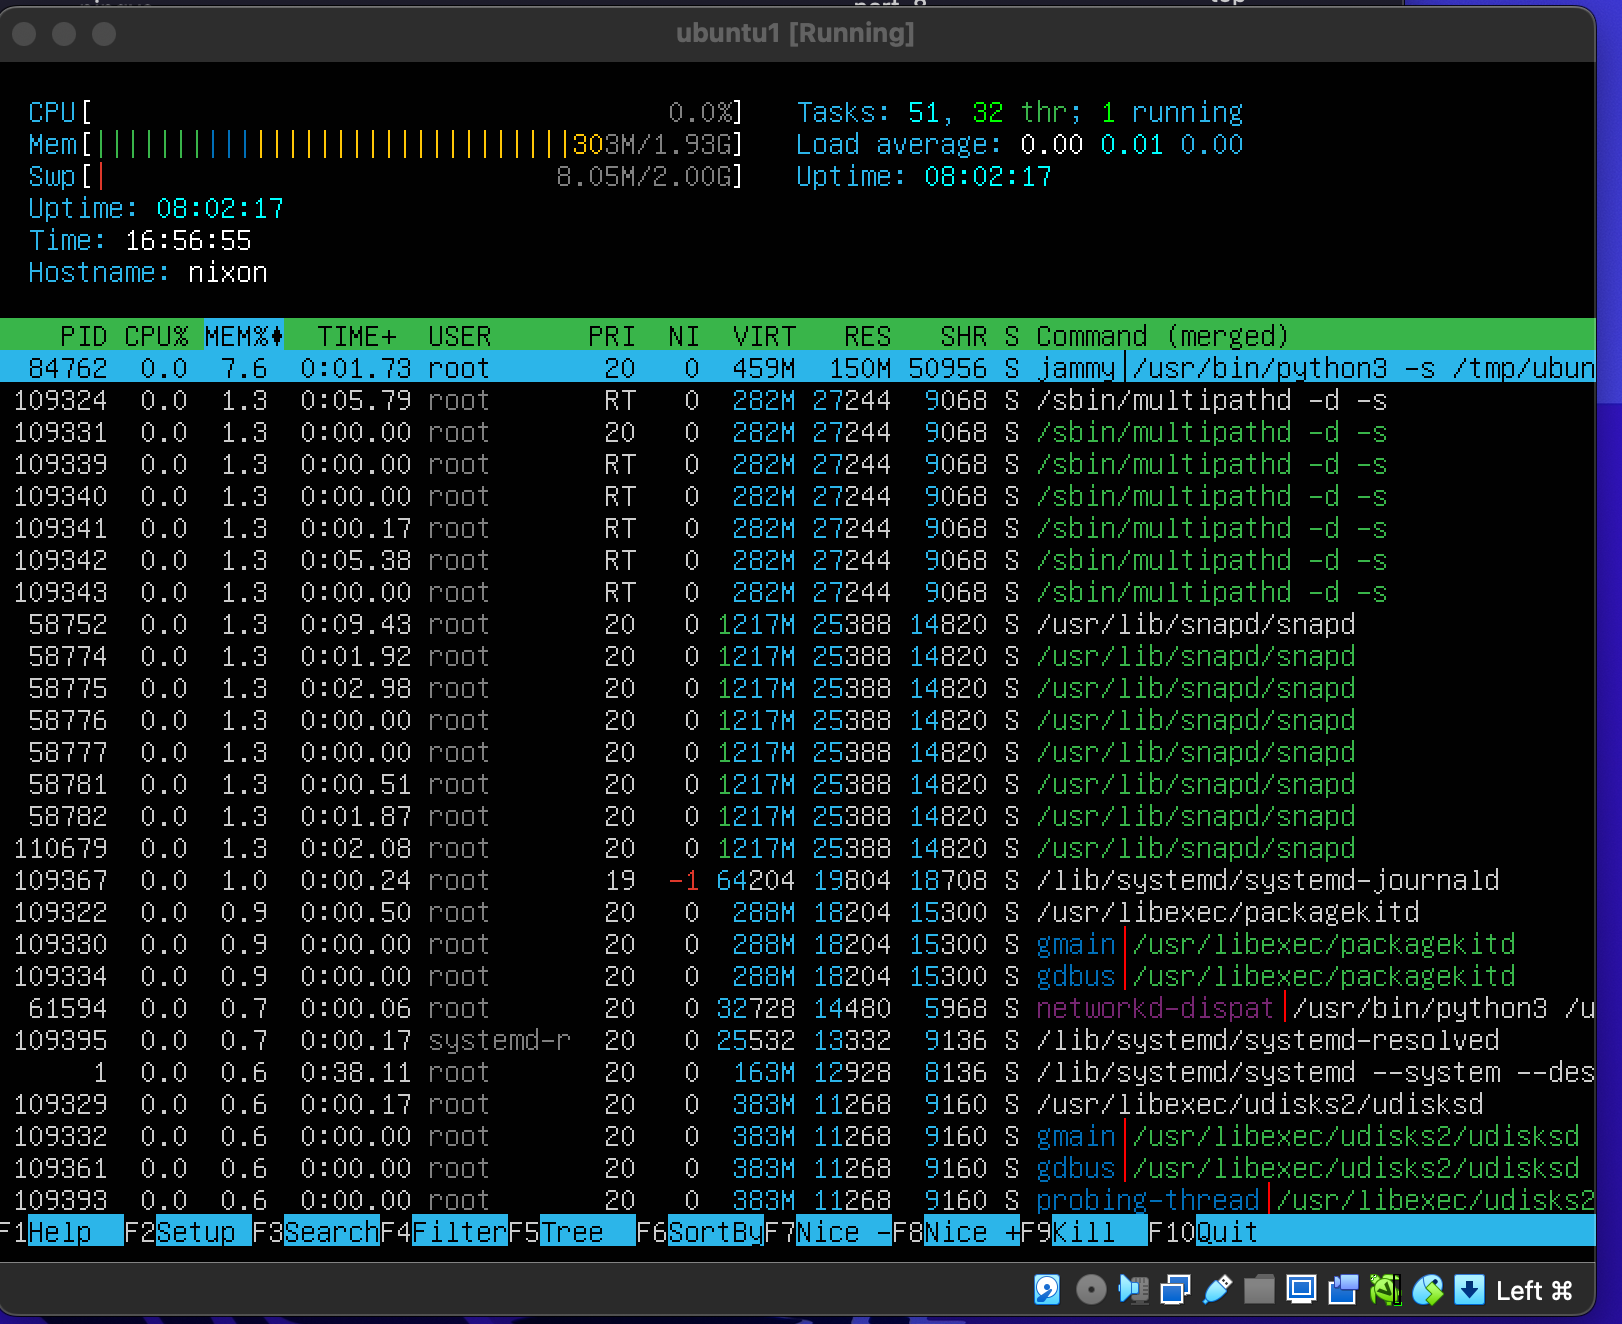 ubuntu1 [Running]
CPU[ 0.0%] Tasks: 51, 32 thr; 1 running
Mem[||||||||||||||||||||||||||||||303M/1.93G] Load average: 0.00 0.01 0.00
Swp[| 8.05M/2.00G] Uptime: 08:02:17
Uptime: 08:02:17
Time: 16:56:55
Hostname: nixon
PID CPU% MEM%♦ TIME+ USER PRI NI VIRT RES SHR S Command (merged)
84762 0.0 7.6 0:01.73 root 20 0 459M 150M 50956 S jammy│/usr/bin/python3 -s /tmp/ubun
109324 0.0 1.3 0:05.79 root RT 0 282M 27244 9068 S /sbin/multipathd -d -s
109331 0.0 1.3 0:00.00 root 20 0 282M 27244 9068 S /sbin/multipathd -d -s
109339 0.0 1.3 0:00.00 root RT 0 282M 27244 9068 S /sbin/multipathd -d -s
109340 0.0 1.3 0:00.00 root RT 0 282M 27244 9068 S /sbin/multipathd -d -s
109341 0.0 1.3 0:00.17 root RT 0 282M 27244 9068 S /sbin/multipathd -d -s
109342 0.0 1.3 0:05.38 root RT 0 282M 27244 9068 S /sbin/multipathd -d -s
109343 0.0 1.3 0:00.00 root RT 0 282M 27244 9068 S /sbin/multipathd -d -s
58752 0.0 1.3 0:09.43 root 20 0 1217M 25388 14820 S /usr/lib/snapd/snapd
58774 0.0 1.3 0:01.92 root 20 0 1217M 25388 14820 S /usr/lib/snapd/snapd
58775 0.0 1.3 0:02.98 root 20 0 1217M 25388 14820 S /usr/lib/snapd/snapd
58776 0.0 1.3 0:00.00 root 20 0 1217M 25388 14820 S /usr/lib/snapd/snapd
58777 0.0 1.3 0:00.00 root 20 0 1217M 25388 14820 S /usr/lib/snapd/snapd
58781 0.0 1.3 0:00.51 root 20 0 1217M 25388 14820 S /usr/lib/snapd/snapd
58782 0.0 1.3 0:01.87 root 20 0 1217M 25388 14820 S /usr/lib/snapd/snapd
110679 0.0 1.3 0:02.08 root 20 0 1217M 25388 14820 S /usr/lib/snapd/snapd
109367 0.0 1.0 0:00.24 root 19 -1 64204 19804 18708 S /lib/systemd/systemd-journald
109322 0.0 0.9 0:00.50 root 20 0 288M 18204 15300 S /usr/libexec/packagekitd
109330 0.0 0.9 0:00.00 root 20 0 288M 18204 15300 S gmain│/usr/libexec/packagekitd
109334 0.0 0.9 0:00.00 root 20 0 288M 18204 15300 S gdbus│/usr/libexec/packagekitd
61594 0.0 0.7 0:00.06 root 20 0 32728 14480 5968 S networkd-dispat│/usr/bin/python3 /u
109395 0.0 0.7 0:00.17 systemd-r 20 0 25532 13332 9136 S /lib/systemd/systemd-resolved
1 0.0 0.6 0:38.11 root 20 0 163M 12928 8136 S /lib/systemd/systemd --system --des
109329 0.0 0.6 0:00.17 root 20 0 383M 11268 9160 S /usr/libexec/udisks2/udisksd
109332 0.0 0.6 0:00.00 root 20 0 383M 11268 9160 S gmain│/usr/libexec/udisks2/udisksd
109361 0.0 0.6 0:00.00 root 20 0 383M 11268 9160 S gdbus│/usr/libexec/udisks2/udisksd
109393 0.0 0.6 0:00.00 root 20 0 383M 11268 9160 S probing-thread│/usr/libexec/udisks2
F1Help F2Setup F3SearchF4FilterF5Tree F6SortByF7Nice -F8Nice +F9Kill F10Quit
Left ⌘